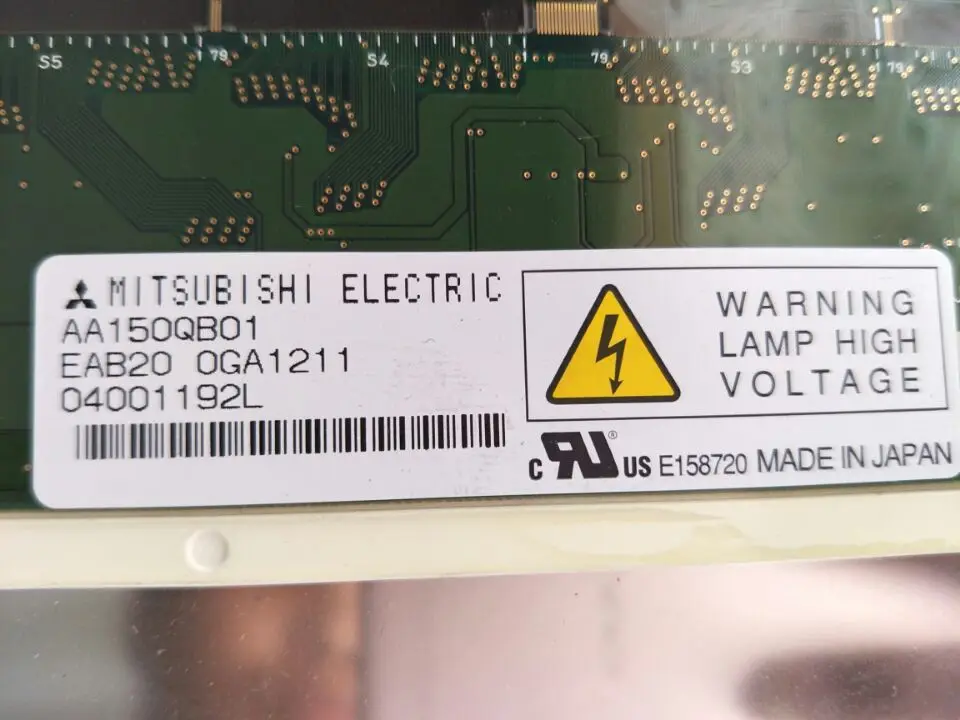 S5 79 S4 79 S3 79
MITSUBISHI ELECTRIC
AA150QB01
EAB20 0GA1211
04001192L
WARNING
LAMP HIGH
VOLTAGE
c RU ® US E158720 MADE IN JAPAN